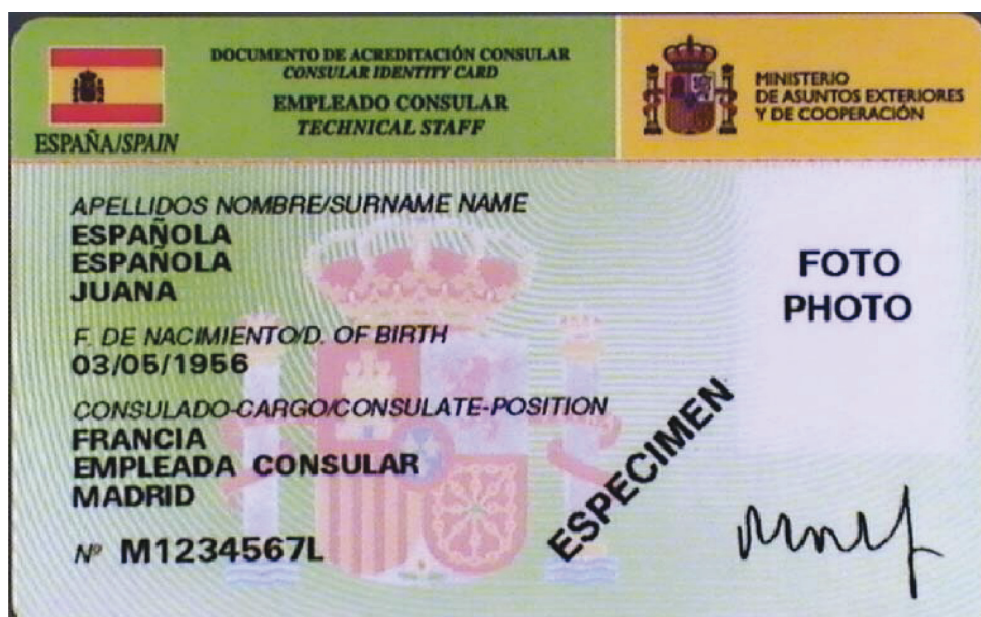 ESPAÑA/SPAIN
DOCUMENTO DE ACREDITACIÓN CONSULAR
CONSULAR IDENTITY CARD
EMPLEADO CONSULAR
TECHNICAL STAFF
MINISTERIO
DE ASUNTOS EXTERIORES
Y DE COOPERACIÓN
APELLIDOS NOMBRE/SURNAME NAME
ESPAÑOLA
ESPAÑOLA
JUANA
F. DE NACIMIENTO/D. OF BIRTH
03/05/1956
CONSULADO-CARGO/CONSULATE-POSITION
FRANCIA
EMPLEADA CONSULAR
MADRID
Nº M1234567L
FOTO
PHOTO
ESPECIMEN